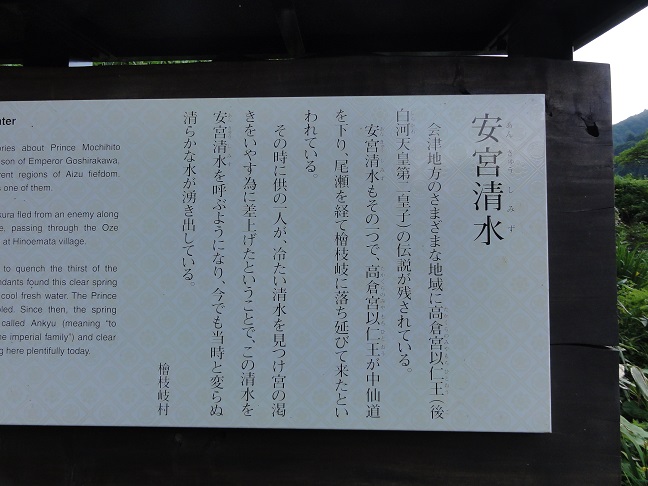 安宮清水
会津地方のさまざまな地域に高倉宮以仁王(後
白河天皇第二皇子)の伝説が残されている。
安宮清水もその一つで、高倉宮以仁王が中仙道
を下り、尾瀬を経て檜枝岐に落ち延びて来たとい
われている。
その時に供の一人が、冷たい清水を見つけ宮の渇
きをいやす為に差上げたということで、この清水を
安宮清水を呼ぶようになり、今でも当時と変らぬ
清らかな水が湧き出している。
檜枝岐村
ries about Prince Mochihito
son of Emperor Goshirakawa,
rent regions of Aizu fiefdom.
one of them.
kura fled from an enemy along
passing through the Oze
at Hinoemata village.
to quench the thirst of the
ndants found this clear spring
cool fresh water. The Prince
Since then, the spring
called Ankyu (meaning "to
e imperial family") and clear
g here plentifully today.